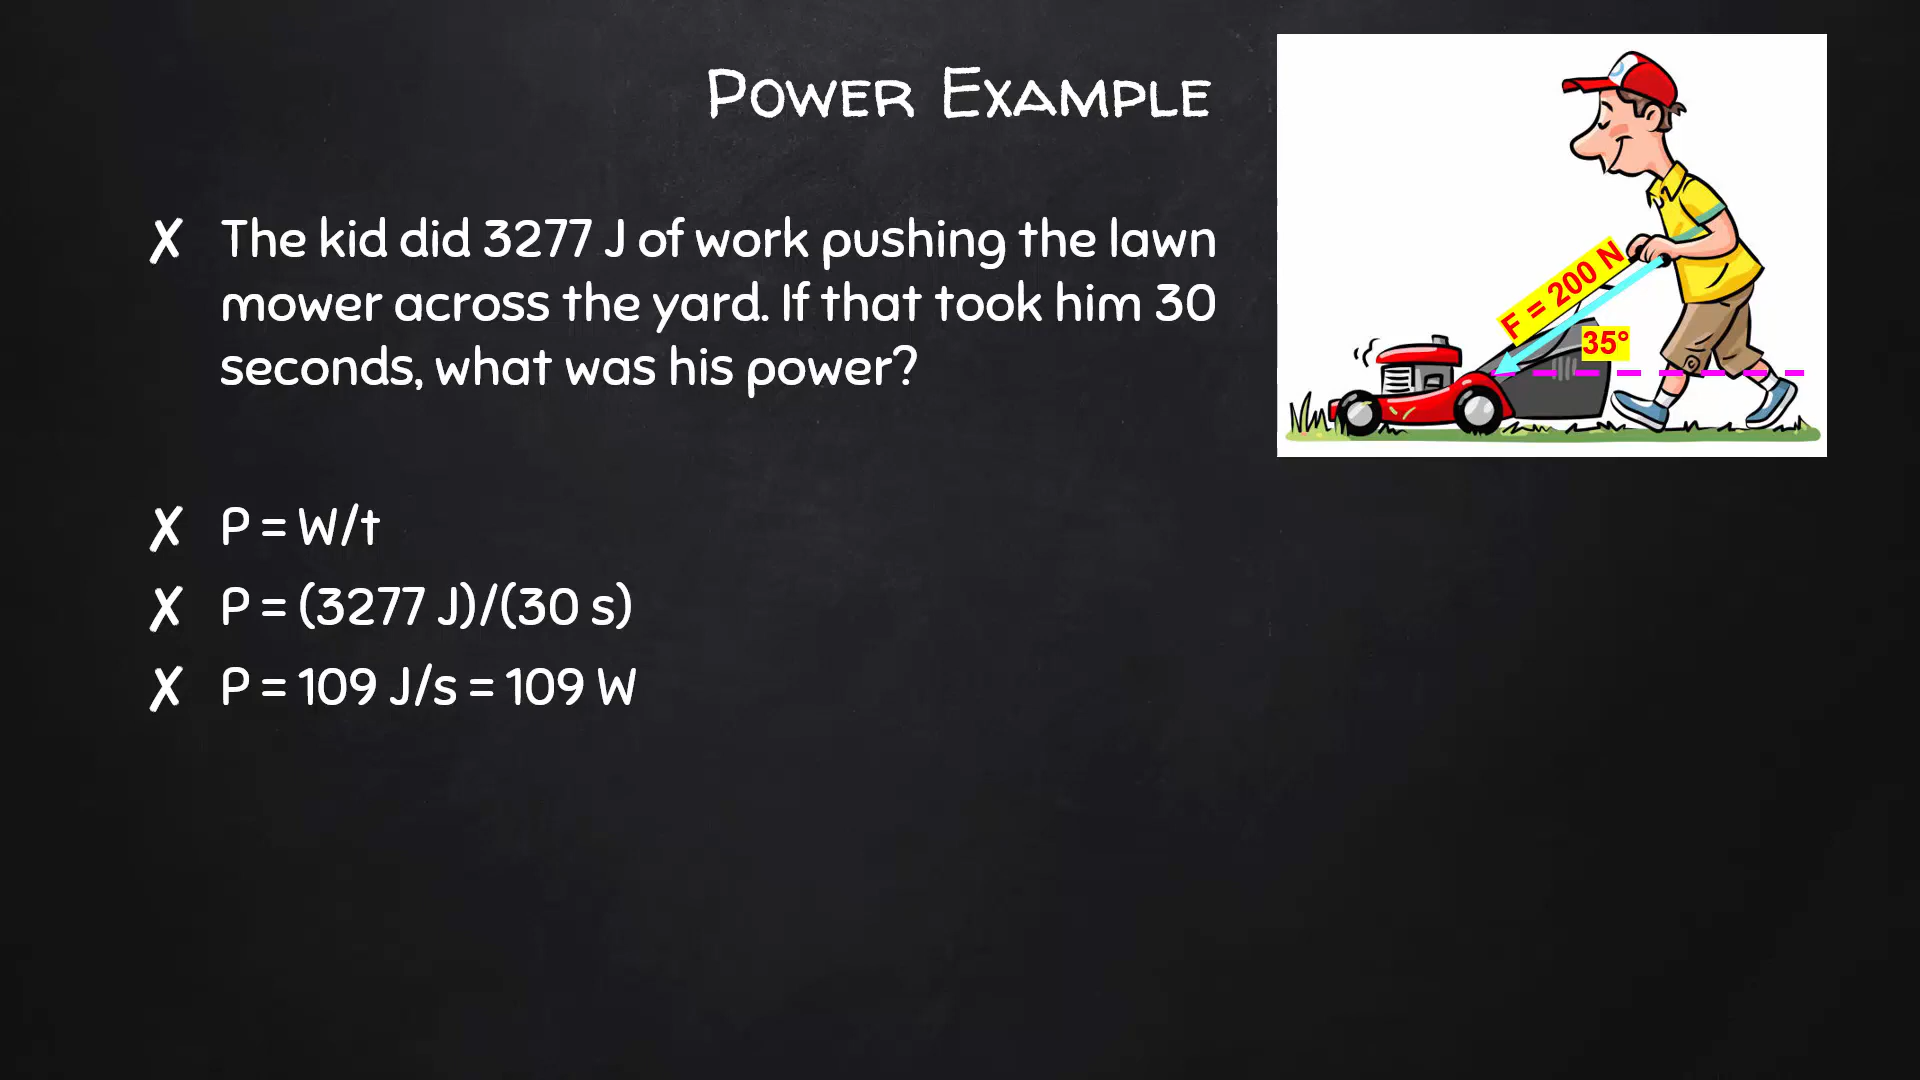 Power Example
✗ The kid did 3277 J of work pushing the lawn
mower across the yard. If that took him 30
seconds, what was his power?
F = 200 N
35°
✗ P = W/t
✗ P = (3277 J)/(30 s)
✗ P = 109 J/s = 109 W